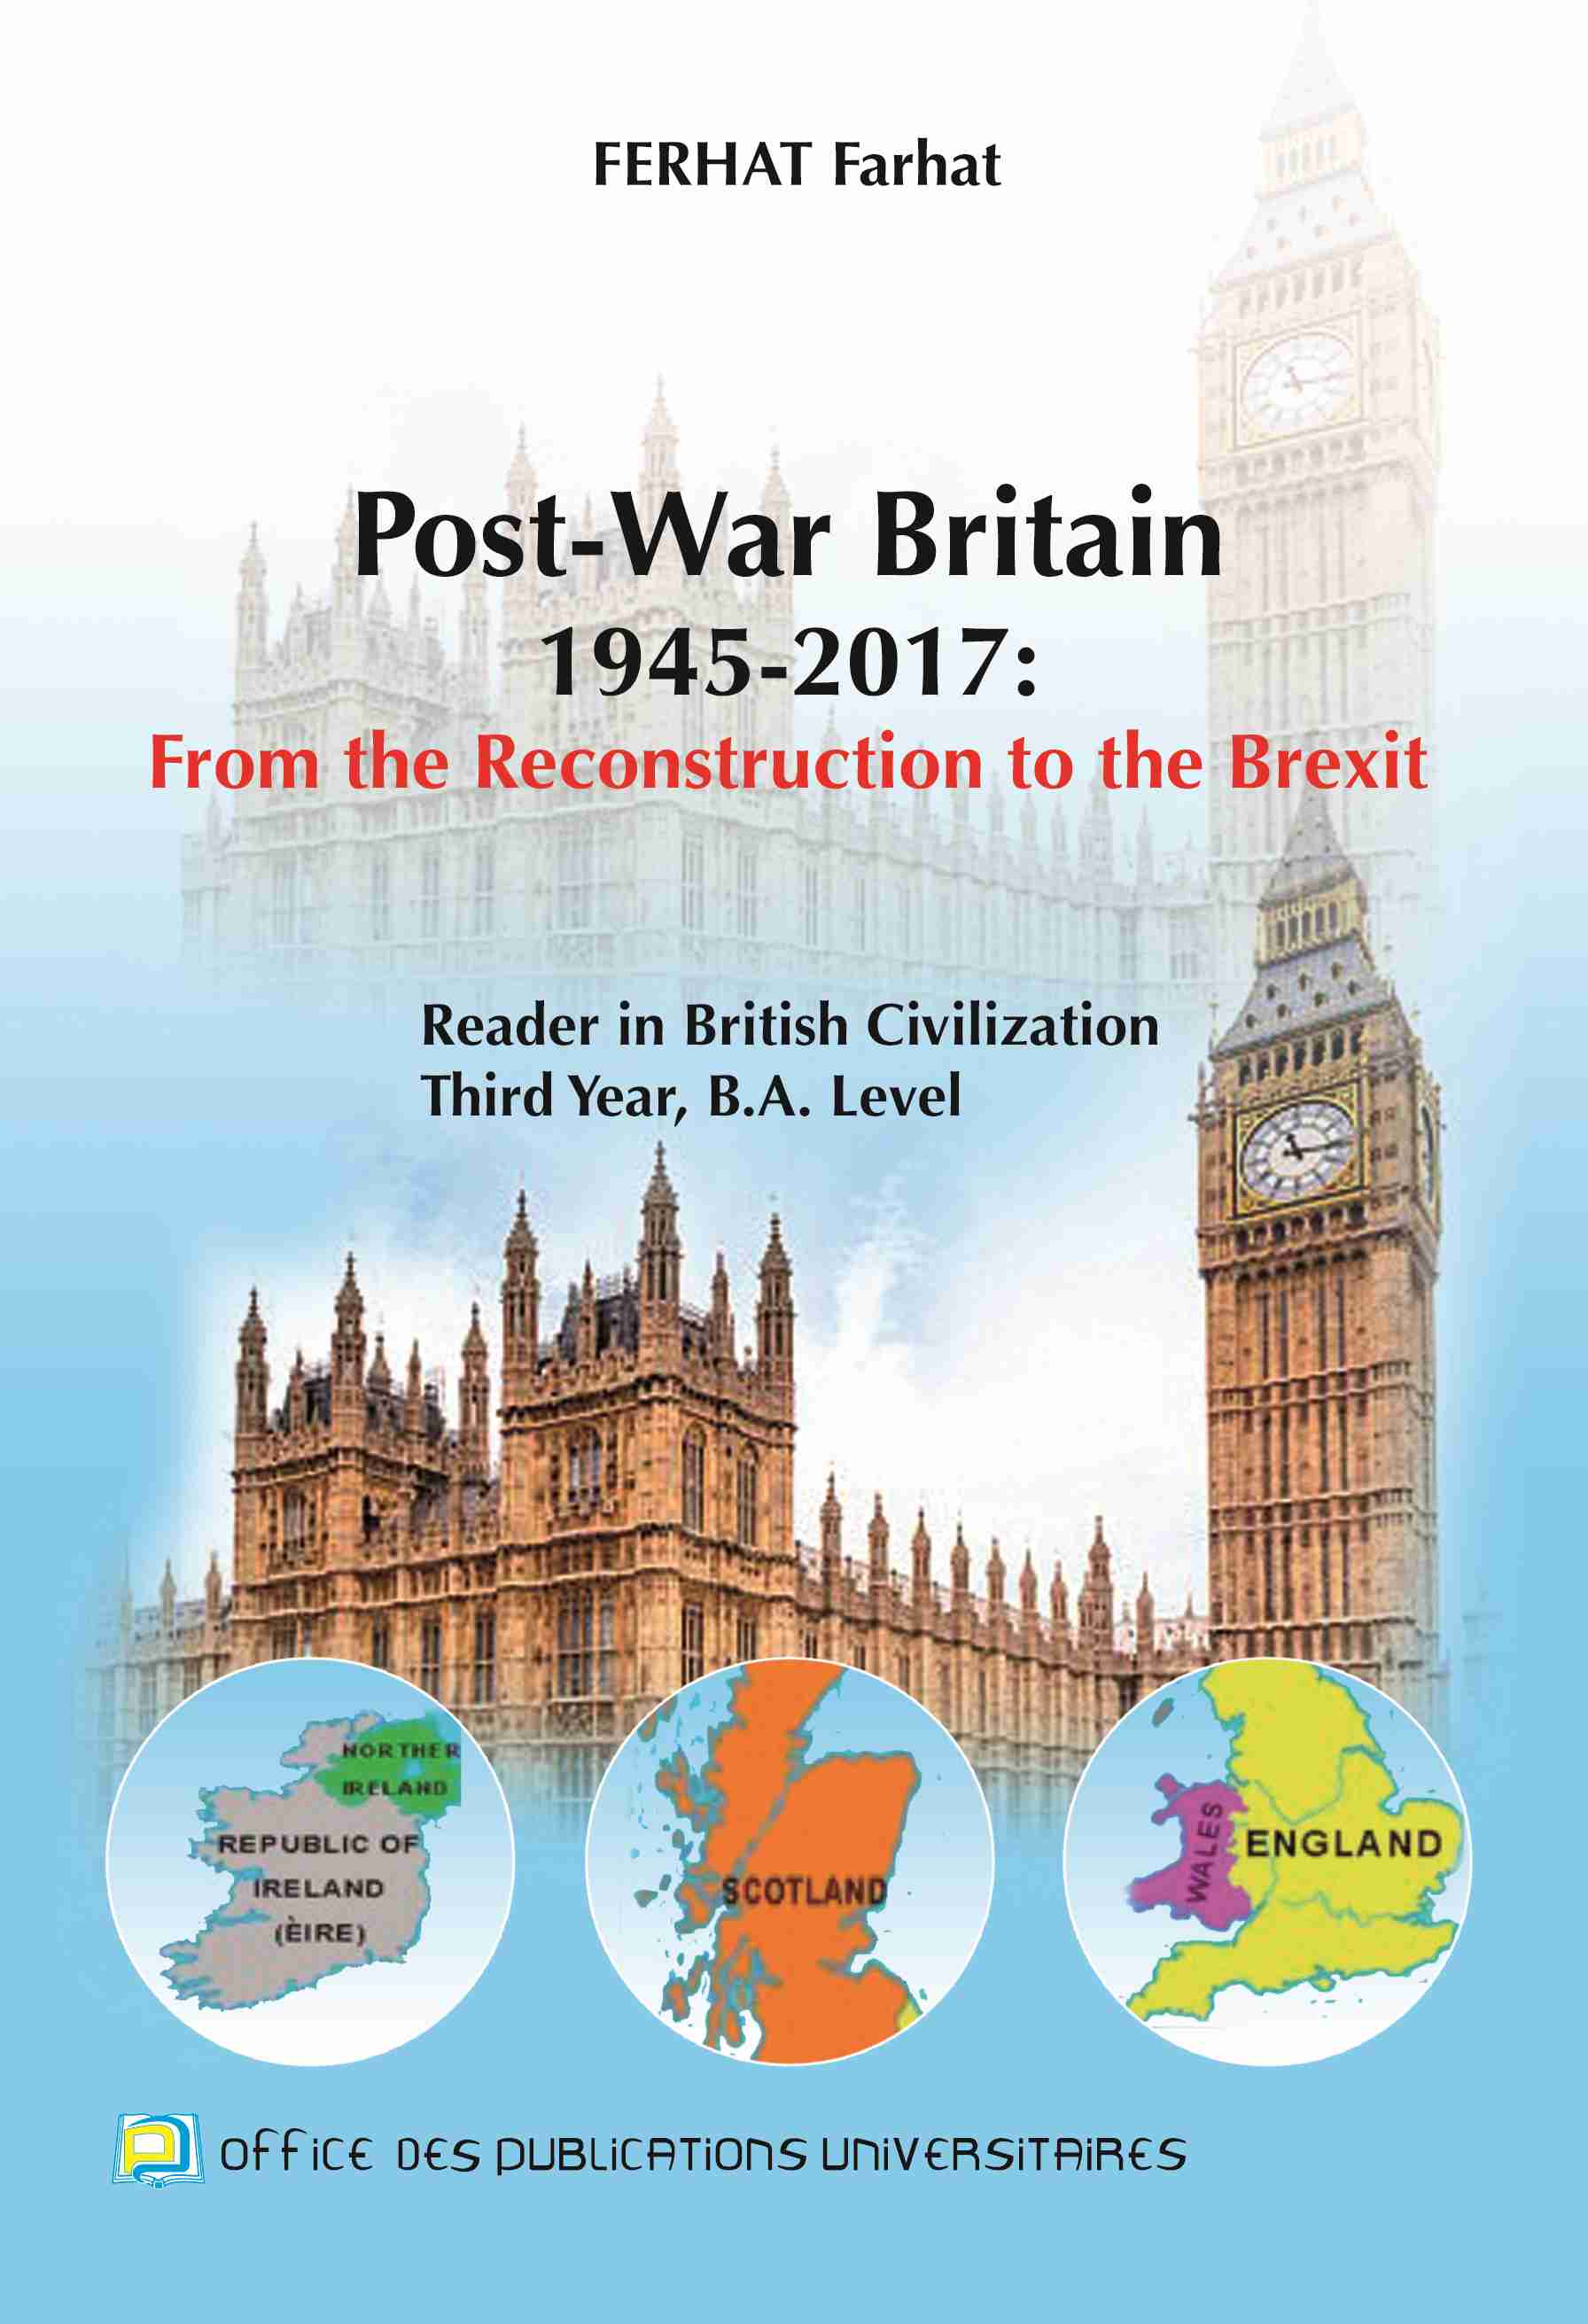 FERHAT Farhat
Post-War Britain
1945-2017:
From the Reconstruction to the Brexit
Reader in British Civilization
Third Year, B.A. Level
NORTHER
IRELAND
REPUBLIC OF
IRELAND
(ÈIRE)
SCOTLAND
WALES
ENGLAND
OFFICE DES PUBLICATIONS UNIVERSITAIRES